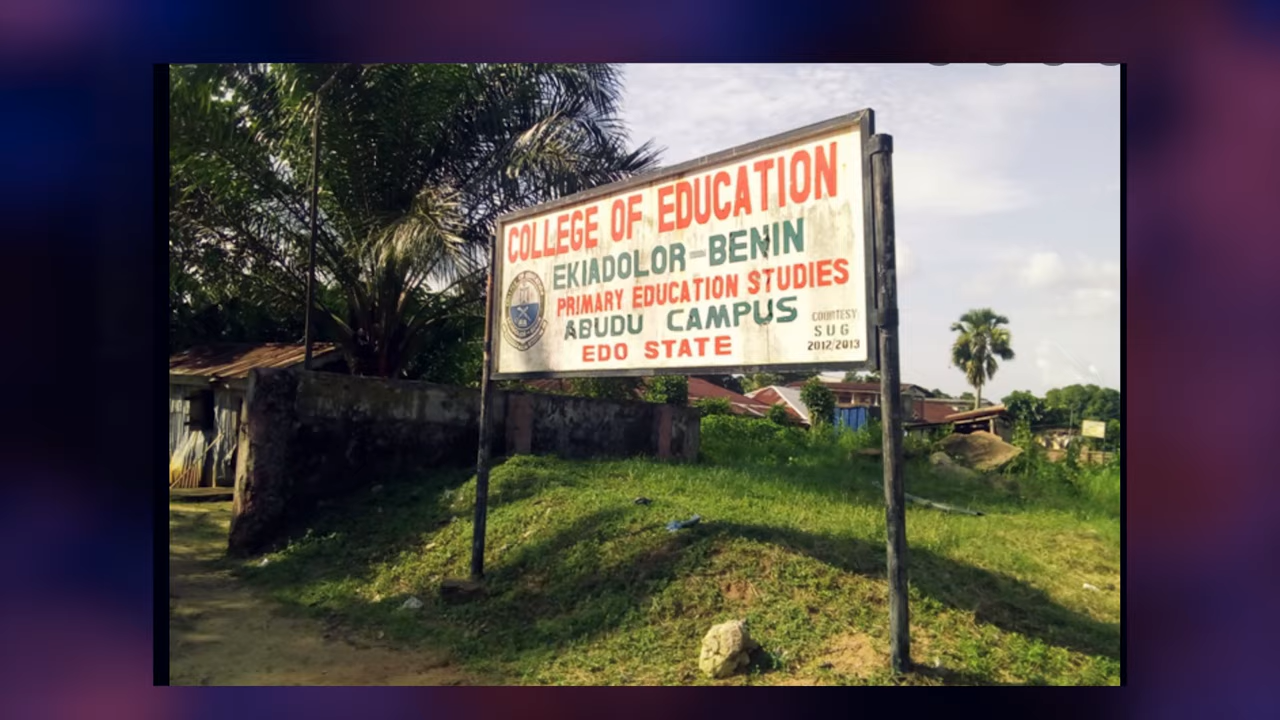 COLLEGE OF EDUCATION
EKIADOLOR-BENIN
PRIMARY EDUCATION STUDIES
ABUDU CAMPUS
EDO STATE
COURTESY
SUG
2012/2013